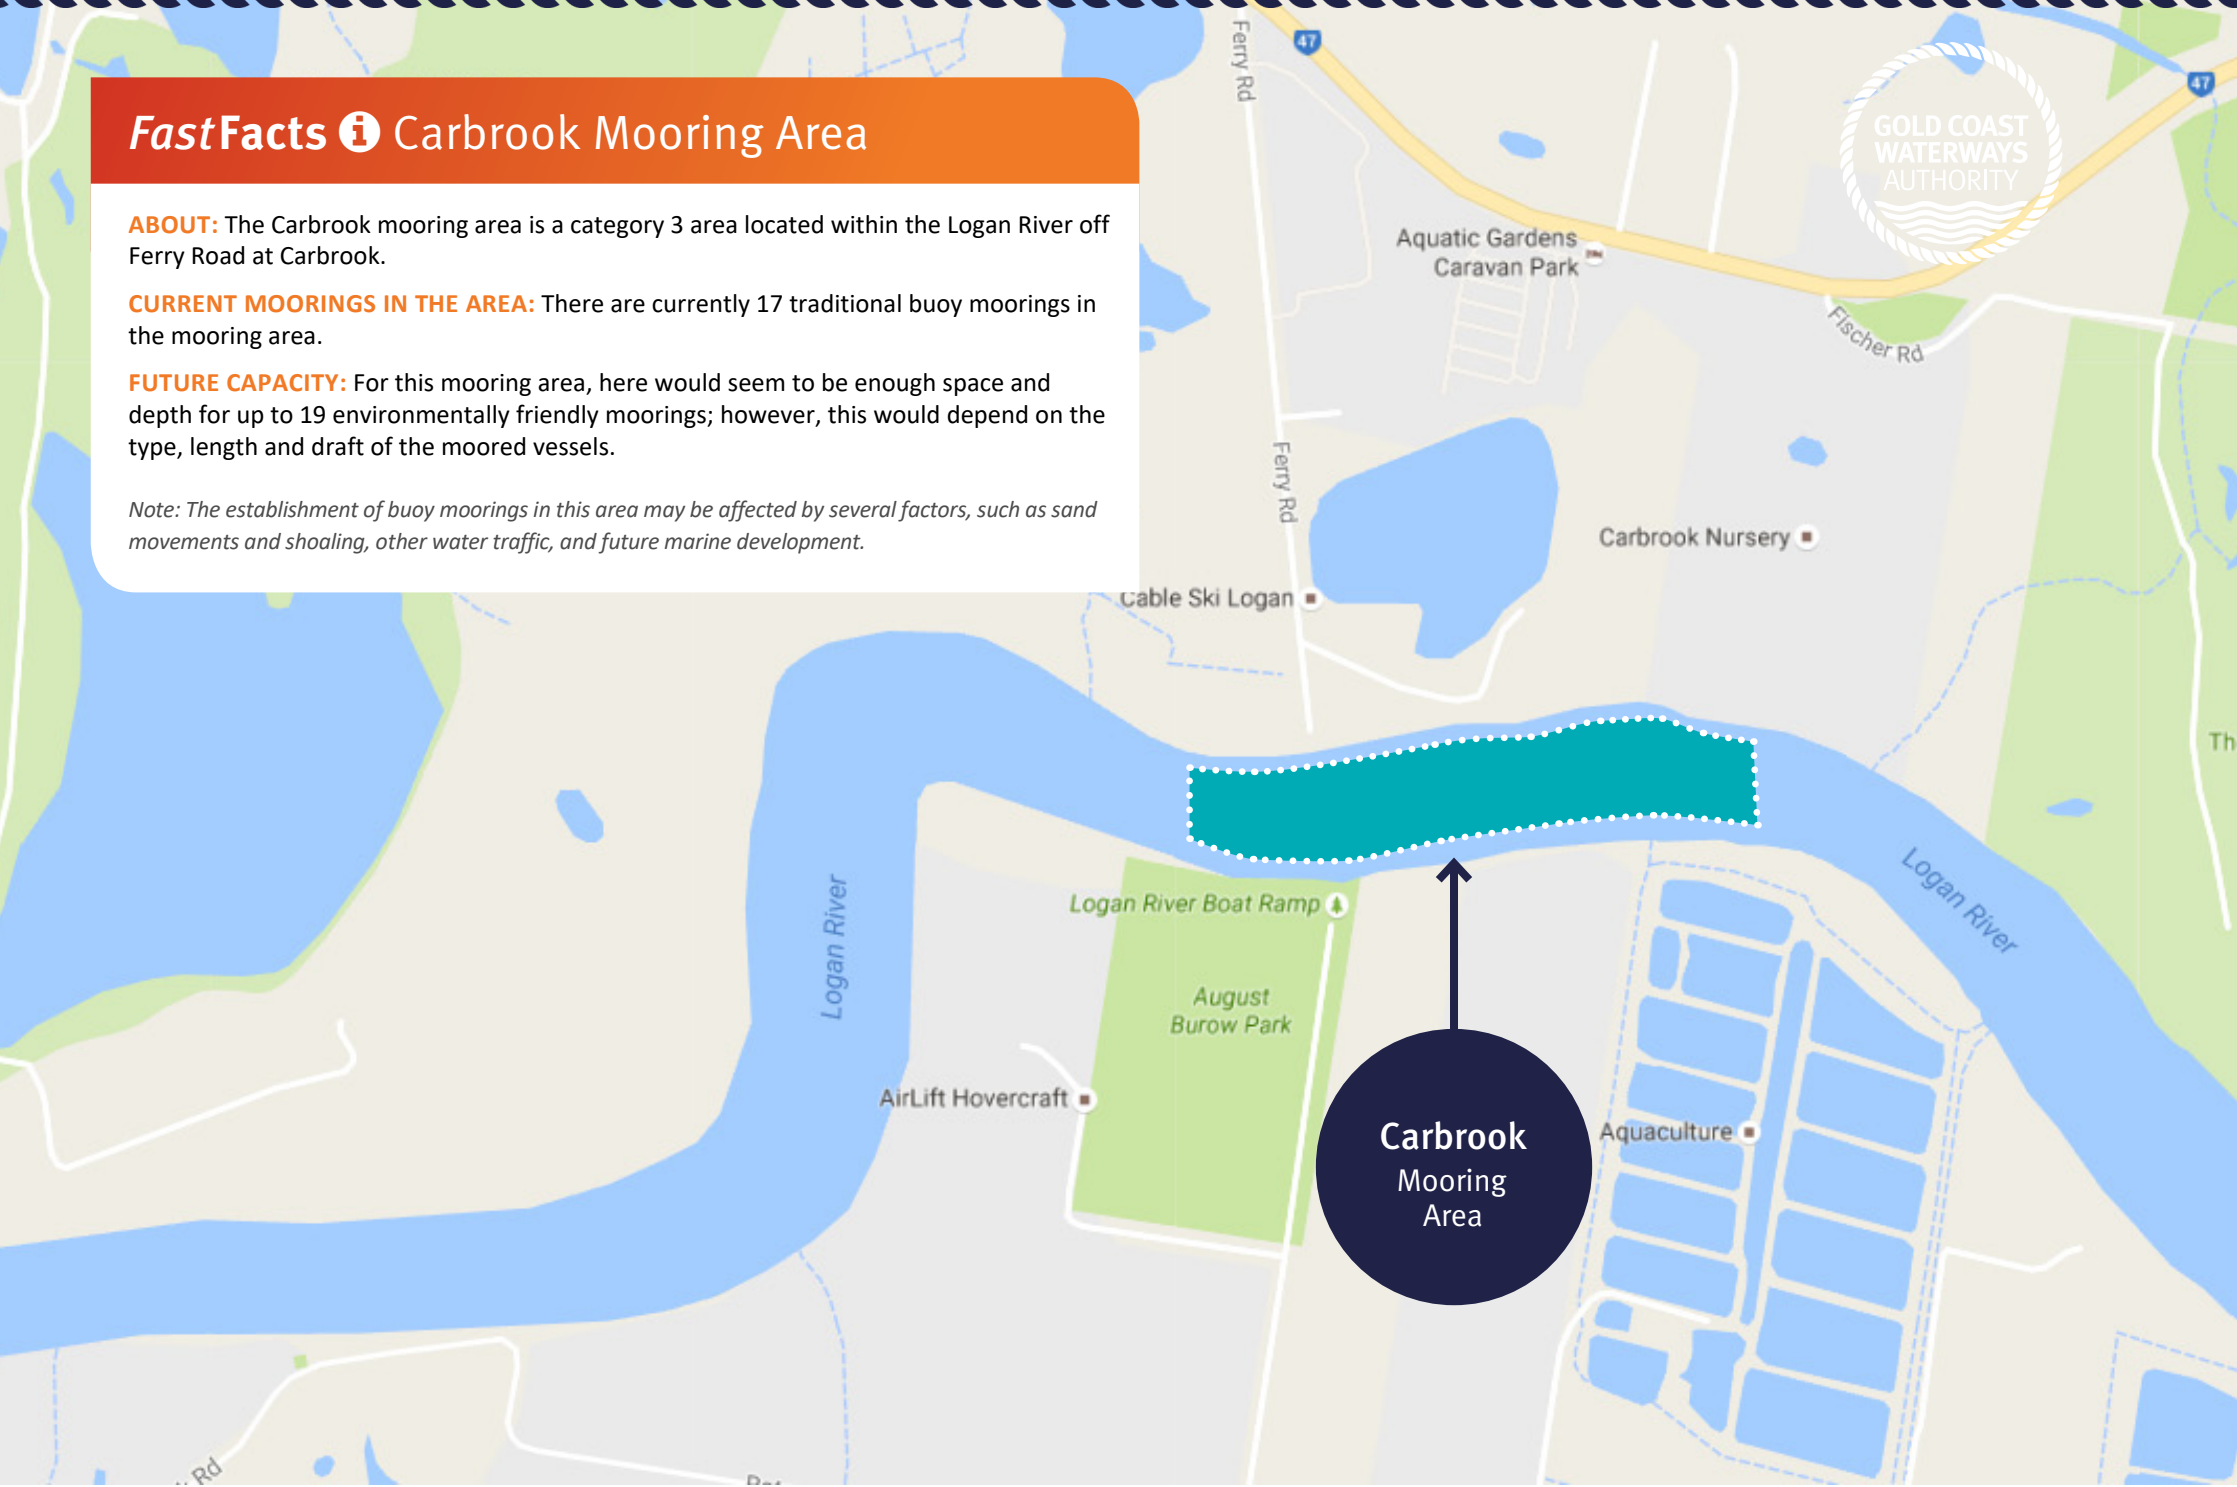 FastFacts i Carbrook Mooring Area
ABOUT: The Carbrook mooring area is a category 3 area located within the Logan River off
Ferry Road at Carbrook.
CURRENT MOORINGS IN THE AREA: There are currently 17 traditional buoy moorings in
the mooring area.
FUTURE CAPACITY: For this mooring area, here would seem to be enough space and
depth for up to 19 environmentally friendly moorings; however, this would depend on the
type, length and draft of the moored vessels.
Note: The establishment of buoy moorings in this area may be affected by several factors, such as sand
movements and shoaling, other water traffic, and future marine development.
Ferry Rd
47
47
GOLD COAST
WATERWAYS
AUTHORITY
Aquatic Gardens
Caravan Park
Fischer Rd
Ferry Rd
Carbrook Nursery
Cable Ski Logan
Th
Logan River
Logan River
Logan River Boat Ramp
August
Burow Park
AirLift Hovercraft
Carbrook
Mooring
Area
Aquaculture
Rd